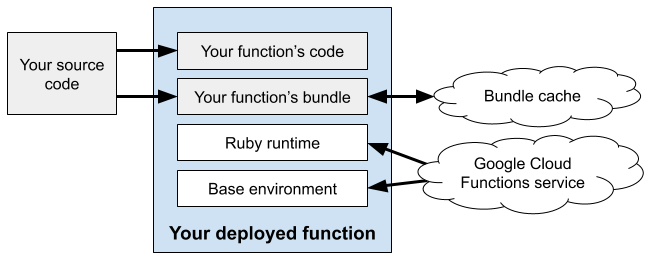 Your source
code
Your function's code
Your function's bundle
Ruby runtime
Base environment
Your deployed function
Bundle cache
Google Cloud
Functions service